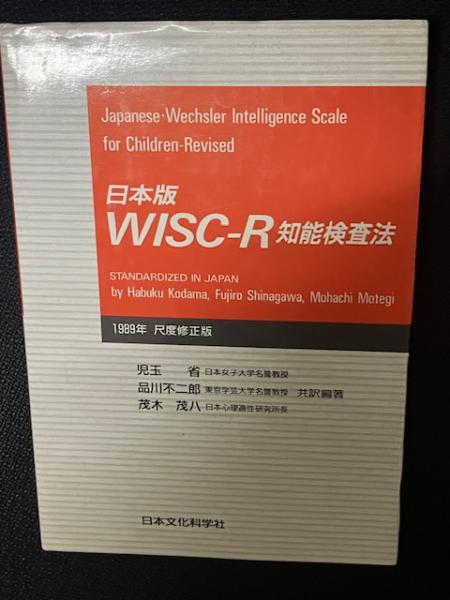 Japanese·Wechsler Intelligence Scale
for Children-Revised
日本版
WISC-R 知能検査法
STANDARDIZED IN JAPAN
by Habuku Kodama, Fujiro Shinagawa, Mohachi Motegi
1989年 尺度修正版
児玉 省 日本女子大学名誉教授
品川不二郎 東京学芸大学名誉教授 共訳編著
茂木 茂八 日本心理適性研究所長
日本文化科学社